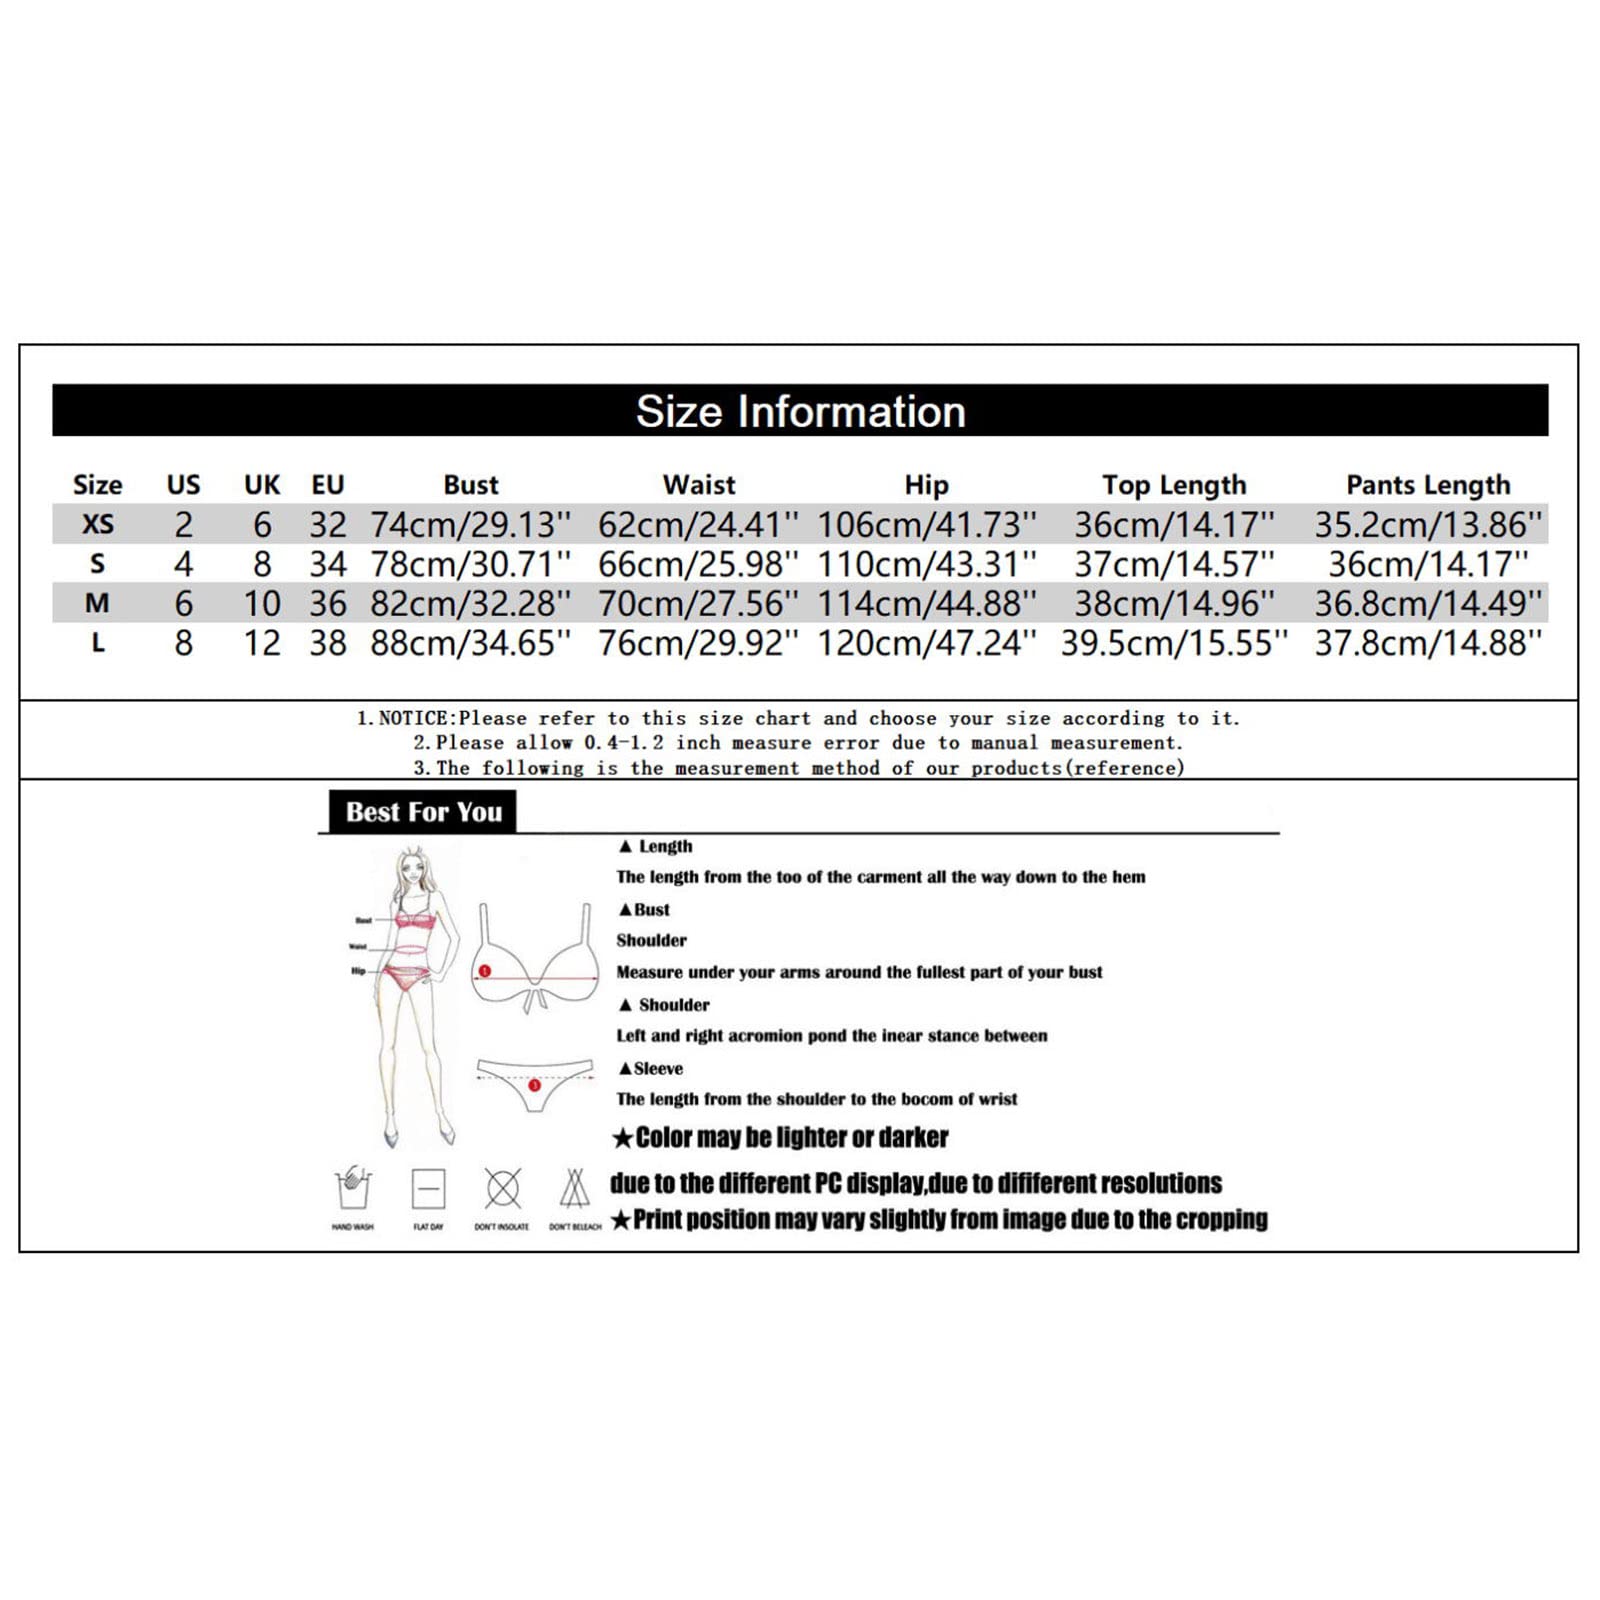 Size Information
Size US UK EU Bust Waist Hip Top Length Pants Length
XS 2 6 32 74cm/29.13'' 62cm/24.41'' 106cm/41.73'' 36cm/14.17'' 35.2cm/13.86''
S 4 8 34 78cm/30.71'' 66cm/25.98'' 110cm/43.31'' 37cm/14.57'' 36cm/14.17''
M 6 10 36 82cm/32.28'' 70cm/27.56'' 114cm/44.88'' 38cm/14.96'' 36.8cm/14.49''
L 8 12 38 88cm/34.65'' 76cm/29.92'' 120cm/47.24'' 39.5cm/15.55'' 37.8cm/14.88''
1.NOTICE:Please refer to this size chart and choose your size according to it.
2.Please allow 0.4-1.2 inch measure error due to manual measurement.
3.The following is the measurement method of our products(reference)
Best For You
Bust
Waist
Hip
1
1
▲ Length
The length from the too of the carment all the way down to the hem
▲Bust
Shoulder
Measure under your arms around the fullest part of your bust
▲ Shoulder
Left and right acromion pond the inear stance between
▲Sleeve
The length from the shoulder to the bocom of wrist
★Color may be lighter or darker
due to the different PC display,due to dififferent resolutions
★Print position may vary slightly from image due to the cropping
HAND WASH FLAT DAY DON'T INSOLATE DON'T BELEACH